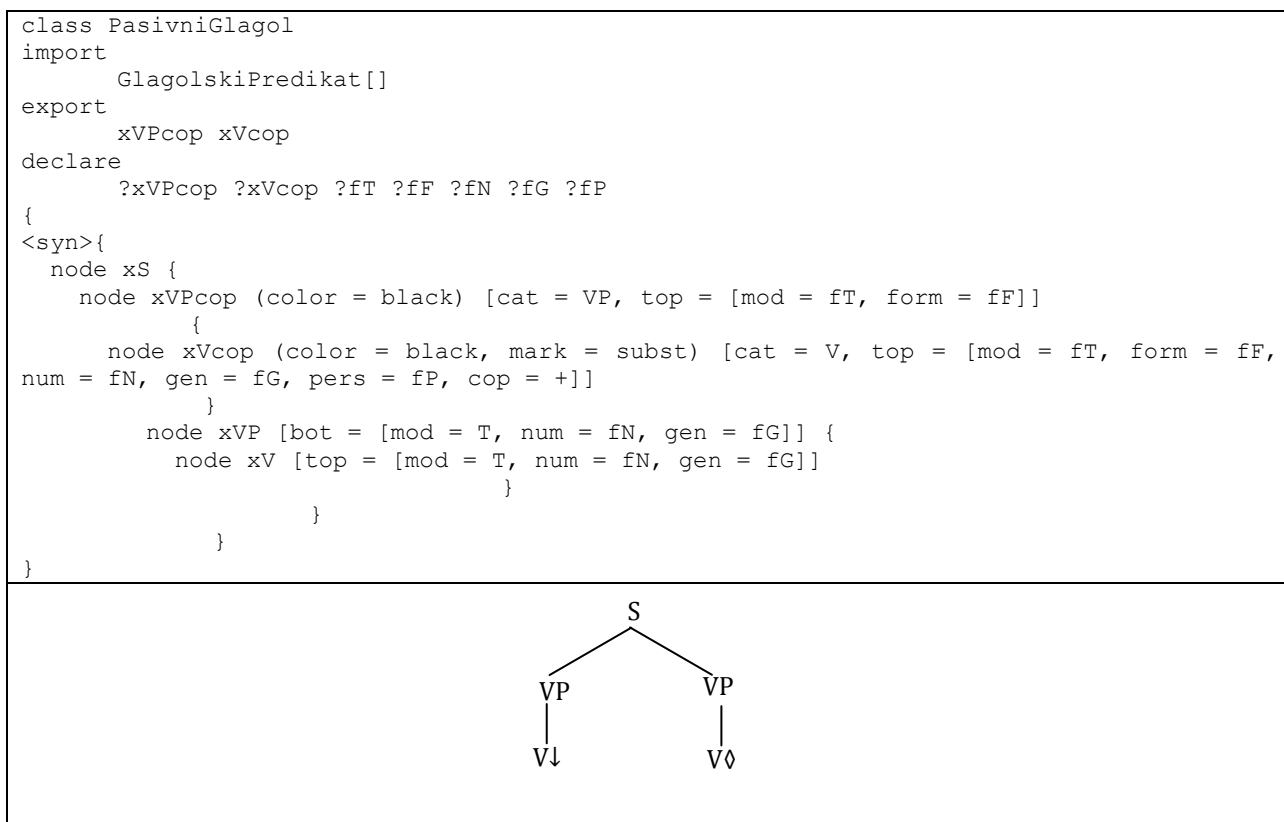 class PasivniGlagol
import
GlagolskiPredikat[]
export
xVPcop xVcop
declare
?xVPcop ?xVcop ?fT ?fF ?fN ?fG ?fP
{
<syn>{
node xS {
node xVPcop (color = black) [cat = VP, top = [mod = fT, form = fF]]
{
node xVcop (color = black, mark = subst) [cat = V, top = [mod = fT, form = fF,
num = fN, gen = fG, pers = fP, cop = +]]
}
node xVP [bot = [mod = T, num = fN, gen = fG]] {
node xV [top = [mod = T, num = fN, gen = fG]]
}
}
}
}
S
VP VP
V↓ V◊